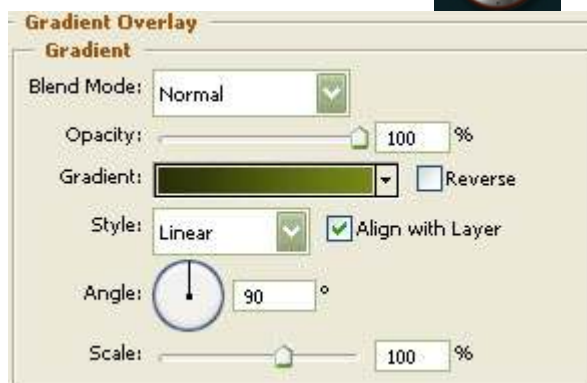 Gradient Overlay
Gradient
Blend Mode: Normal
Opacity: 100 %
Gradient: Reverse
Style: Linear Align with Layer
Angle: 90 °
Scale: 100 %